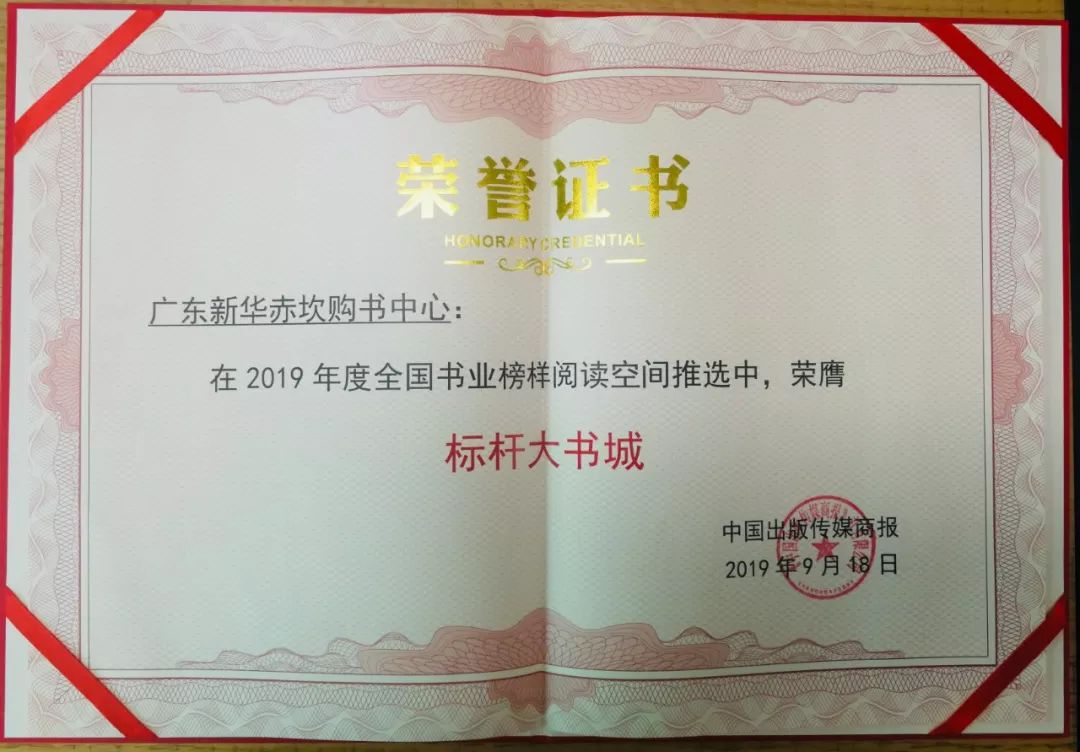 荣誉证书
HONORARY CREDENTIAL
广东新华赤坎购书中心：
在 2019 年度全国书业榜样阅读空间推选中，荣膺
标杆大书城
中国出版传媒商报
2019 年 9 月 18 日